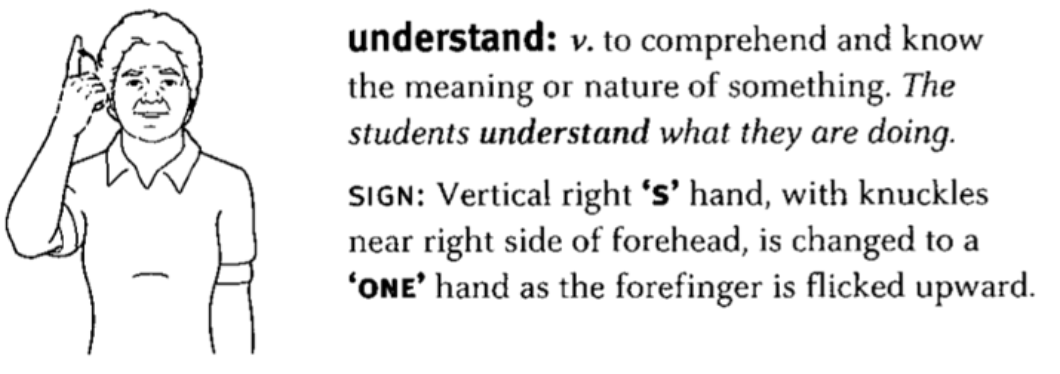 understand: v. to comprehend and know
the meaning or nature of something. The
students understand what they are doing.
SIGN: Vertical right 'S' hand, with knuckles
near right side of forehead, is changed to a
'ONE' hand as the forefinger is flicked upward.